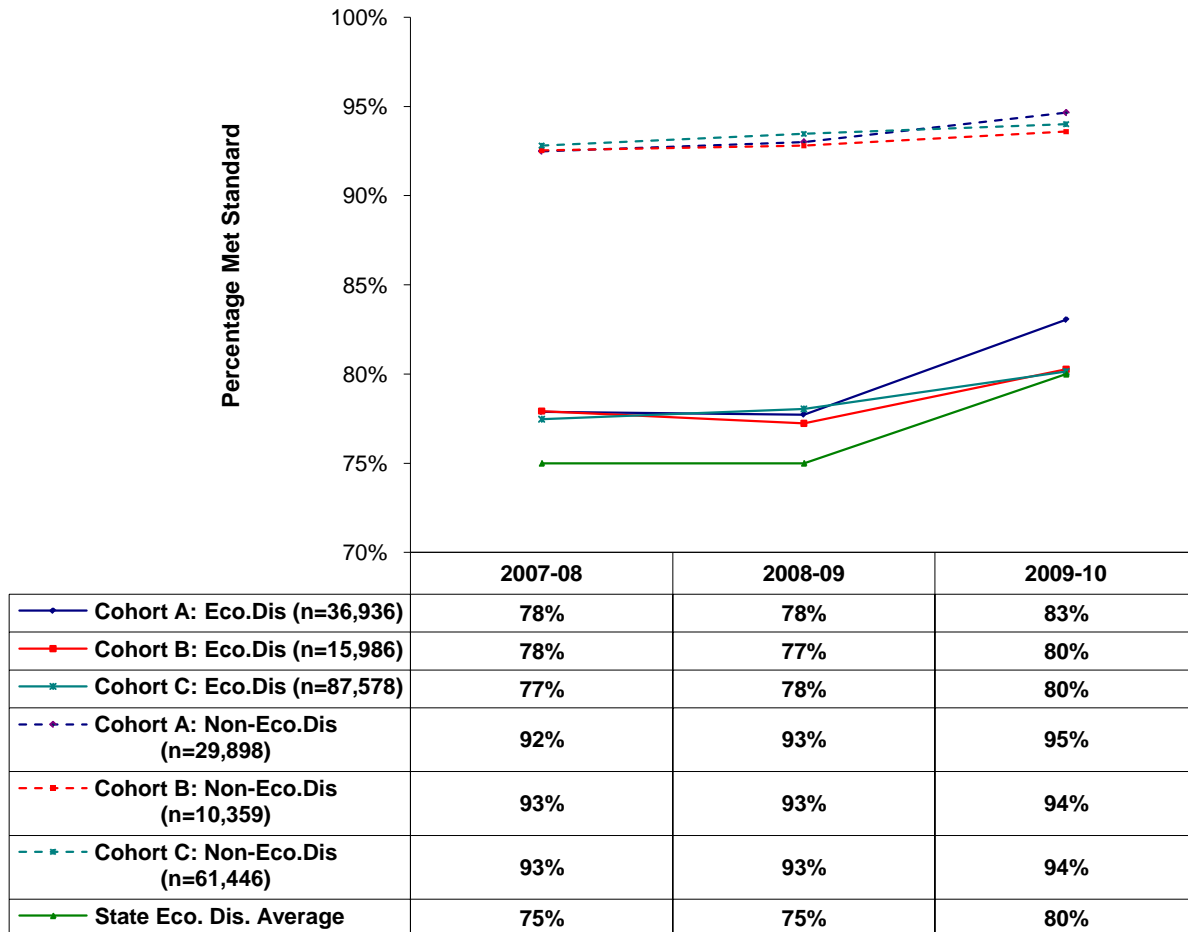 100%
95%
90%
85%
80%
75%
70%
Percentage Met Standard
2007-08 2008-09 2009-10
Cohort A: Eco.Dis (n=36,936) 78% 78% 83%
Cohort B: Eco.Dis (n=15,986) 78% 77% 80%
Cohort C: Eco.Dis (n=87,578) 77% 78% 80%
Cohort A: Non-Eco.Dis
(n=29,898) 92% 93% 95%
Cohort B: Non-Eco.Dis
(n=10,359) 93% 93% 94%
Cohort C: Non-Eco.Dis
(n=61,446) 93% 93% 94%
State Eco. Dis. Average 75% 75% 80%